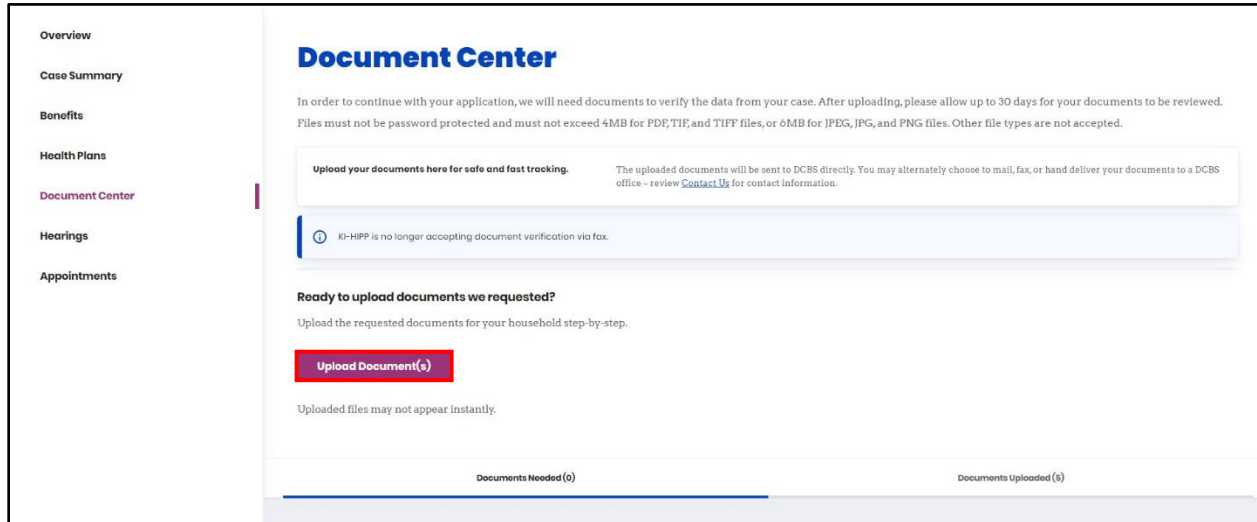 Overview
Case Summary
Benefits
Health Plans
Document Center
Hearings
Appointments
Document Center
In order to continue with your application, we will need documents to verify the data from your case. After uploading, please allow up to 30 days for your documents to be reviewed.
Files must not be password protected and must not exceed 4MB for PDF, TIF, and TIFF files, or 6MB for JPEG, JPG, and PNG files. Other file types are not accepted.
Upload your documents here for safe and fast tracking.
The uploaded documents will be sent to DCBS directly. You may alternately choose to mail, fax, or hand deliver your documents to a DCBS
office – review Contact Us for contact information.
KI-HIPP is no longer accepting document verification via fax.
Ready to upload documents we requested?
Upload the requested documents for your household step-by-step.
Upload Document(s)
Uploaded files may not appear instantly.
Documents Needed (0)
Documents Uploaded (5)